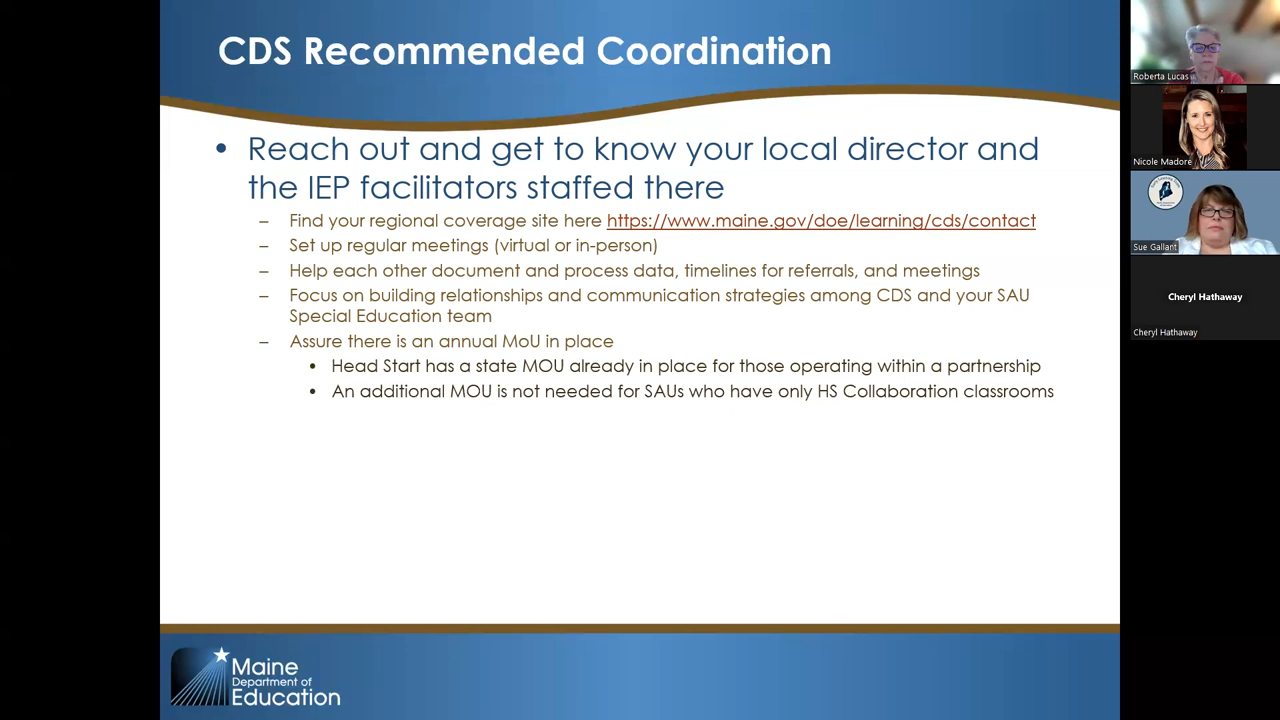 CDS Recommended Coordination
• Reach out and get to know your local director and
the IEP facilitators staffed there
– Find your regional coverage site here https://www.maine.gov/doe/learning/cds/contact
– Set up regular meetings (virtual or in-person)
– Help each other document and process data, timelines for referrals, and meetings
– Focus on building relationships and communication strategies among CDS and your SAU
Special Education team
– Assure there is an annual MoU in place
• Head Start has a state MOU already in place for those operating within a partnership
• An additional MOU is not needed for SAUs who have only HS Collaboration classrooms
Maine
Department of
Education
Roberta Lucas
Nicole Madore
Sue Gallant
Cheryl Hathaway
Cheryl Hathaway